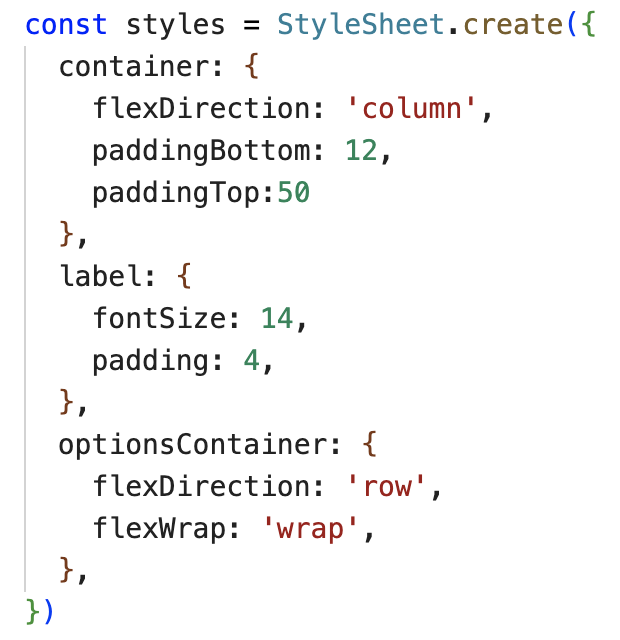 const styles = StyleSheet.create({
  container: {
    flexDirection: 'column',
    paddingBottom: 12,
    paddingTop:50
  },
  label: {
    fontSize: 14,
    padding: 4,
  },
  optionsContainer: {
    flexDirection: 'row',
    flexWrap: 'wrap',
  },
})